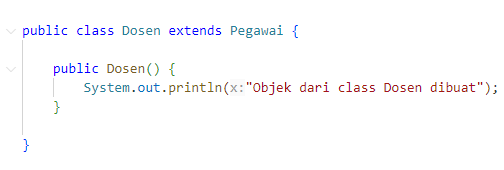 public class Dosen extends Pegawai {
public Dosen() {
System.out.println(x:"Objek dari class Dosen dibuat");
}
}